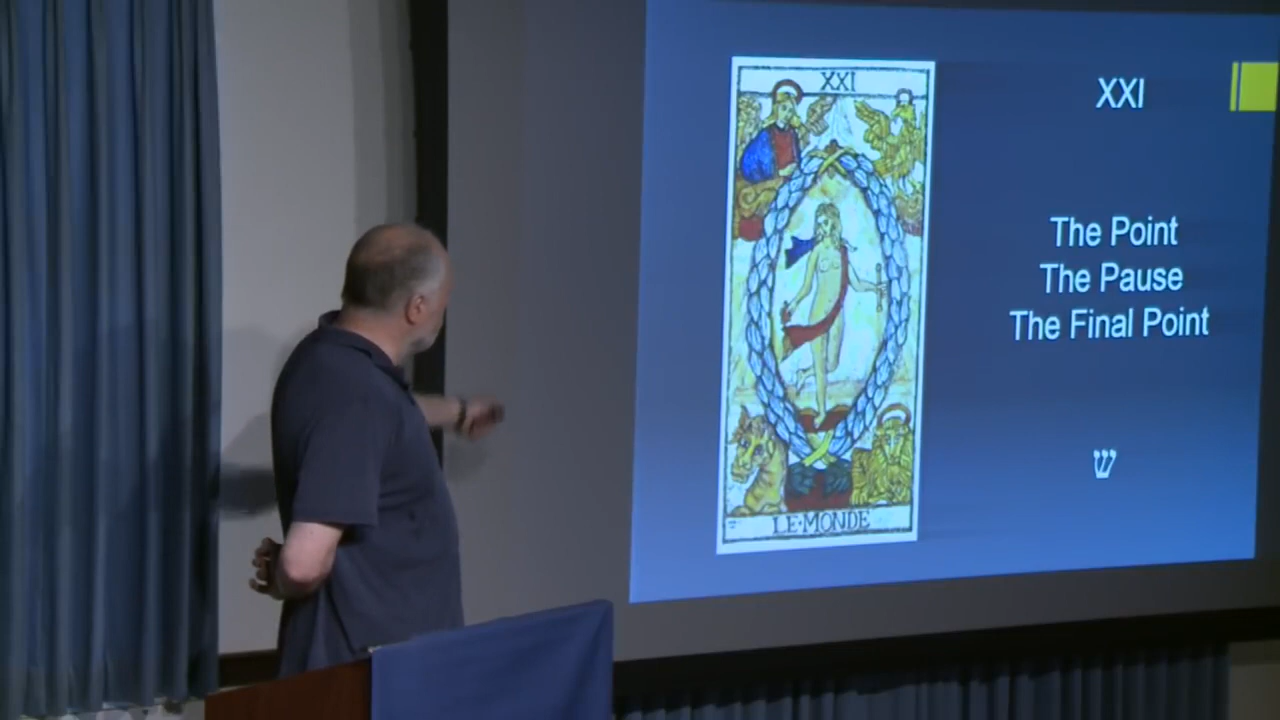 XXI
LE·MONDE
XXI
The Point
The Pause
The Final Point
ש